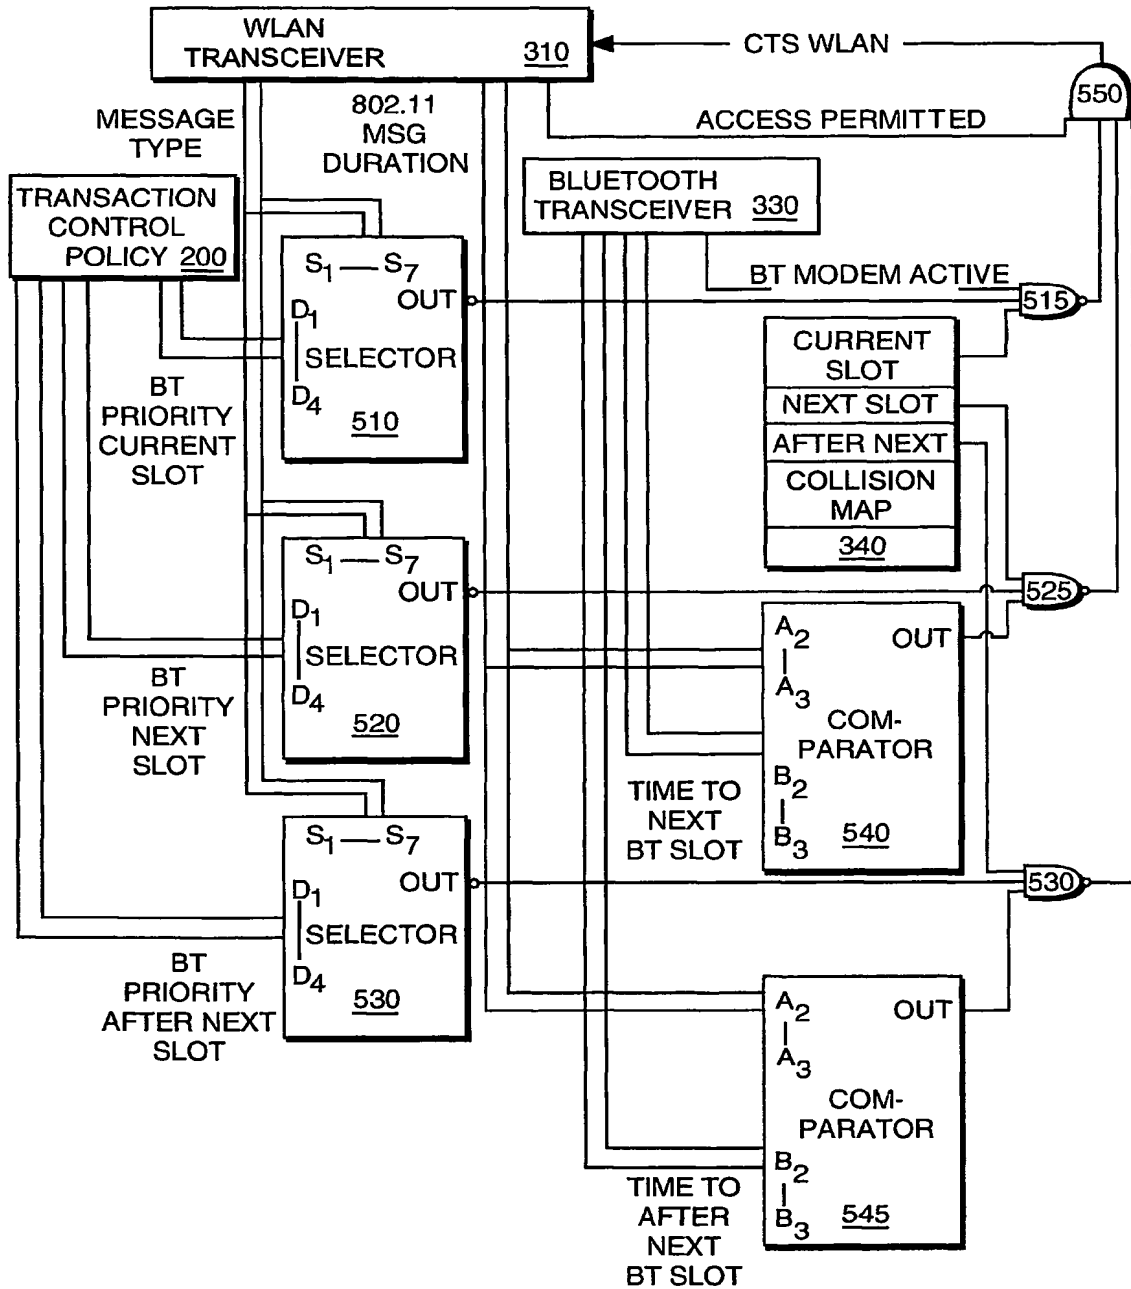 WLAN
TRANSCEIVER 310
CTS WLAN
550
MESSAGE
TYPE
802.11
MSG
DURATION
ACCESS PERMITTED
TRANSACTION
CONTROL
POLICY 200
BLUETOOTH
TRANSCEIVER 330
S1 — S7
OUT
D1
SELECTOR
D4
510
BT MODEM ACTIVE
515
BT
PRIORITY
CURRENT
SLOT
CURRENT
SLOT
NEXT SLOT
AFTER NEXT
COLLISION
MAP
340
S1 — S7
OUT
D1
SELECTOR
D4
520
525
BT
PRIORITY
NEXT
SLOT
A2
OUT
A3
COM-
PARATOR
B2
B3
540
TIME TO
NEXT
BT SLOT
S1 — S7
OUT
D1
SELECTOR
D4
530
530
BT
PRIORITY
AFTER NEXT
SLOT
A2
OUT
A3
COM-
PARATOR
B2
B3
545
TIME TO
AFTER
NEXT
BT SLOT